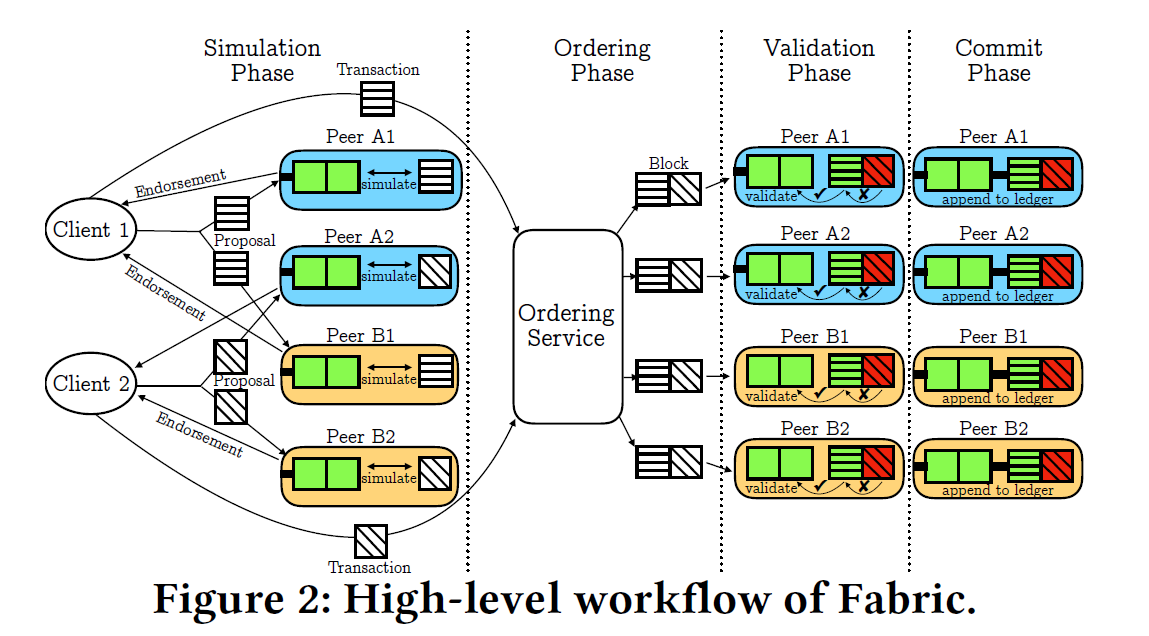 Simulation
Phase
Ordering
Phase
Validation
Phase
Commit
Phase
Transaction
Peer A1
simulate
Endorsement
Client 1
Proposal
Peer A2
simulate
Endorsement
Peer B1
simulate
Client 2
Proposal
Endorsement
Peer B2
simulate
Transaction
Ordering
Service
Block
Peer A1
validate ✓ ✘
Peer A2
validate ✓ ✘
Peer B1
validate ✓ ✘
Peer B2
validate ✓ ✘
Peer A1
append to ledger
Peer A2
append to ledger
Peer B1
append to ledger
Peer B2
append to ledger
Figure 2: High-level workflow of Fabric.